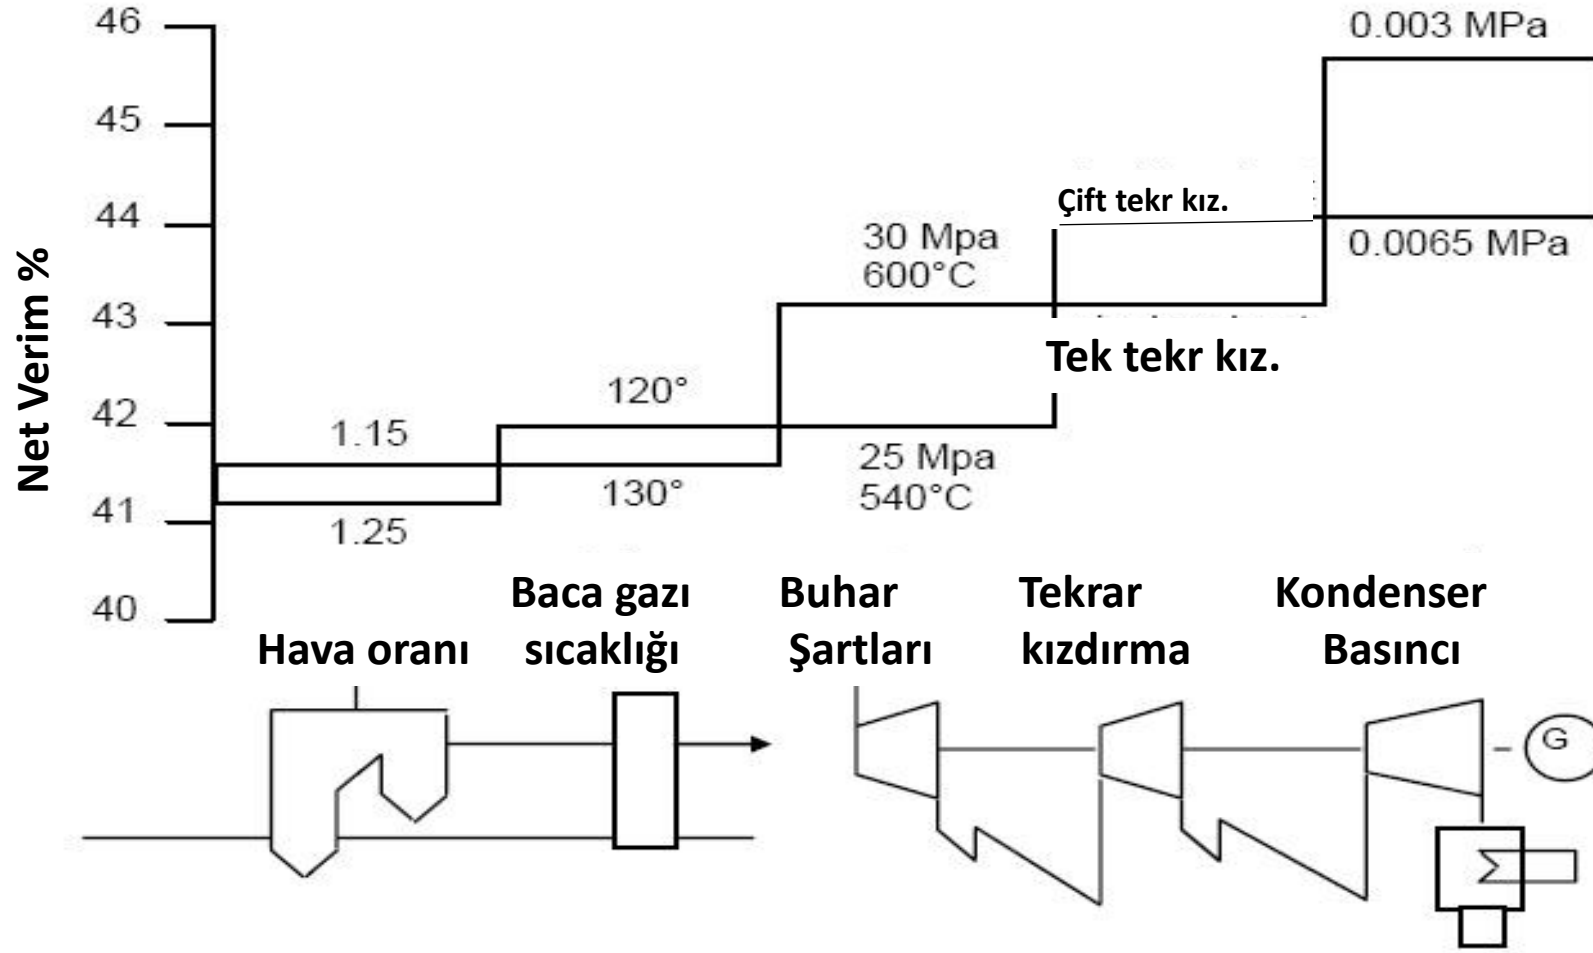 46
45
44
43
42
41
40
Net Verim %
1.15
1.25
120°
130°
30 Mpa
600°C
25 Mpa
540°C
Çift tekr kız.
Tek tekr kız.
0.003 MPa
0.0065 MPa
Hava oranı
Baca gazı
sıcaklığı
Buhar
Şartları
Tekrar
kızdırma
Kondenser
Basıncı
G